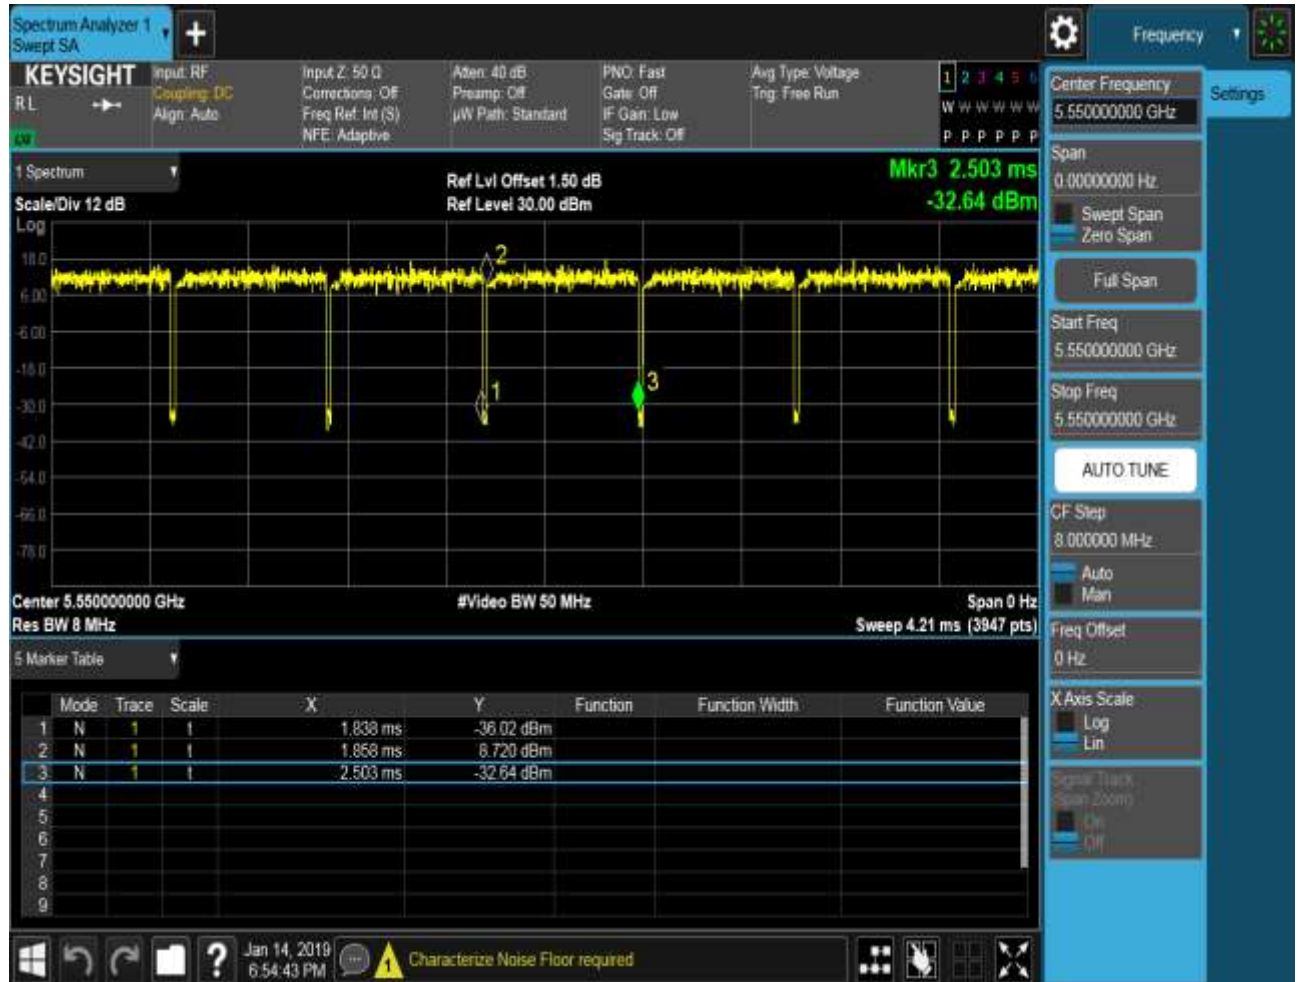 Spectrum Analyzer 1
Swept SA
Frequency
KEYSIGHT
RL
Input: RF
Coupling: DC
Align: Auto
Input Z: 50 Ω
Corrections: Off
Freq Ref: Int (S)
NFE: Adaptive
Atten: 40 dB
Preamp: Off
µW Path: Standard
PNO: Fast
Gate: Off
IF Gain: Low
Sig Track: Off
Avg Type: Voltage
Trig: Free Run
1 2 3 4 5 6
W W W W W W
P P P P P P
Center Frequency
5.550000000 GHz
Settings
Span
0.00000000 Hz
Swept Span
Zero Span
Full Span
Start Freq
5.550000000 GHz
Stop Freq
5.550000000 GHz
AUTO TUNE
CF Step
8.000000 MHz
Auto
Man
Freq Offset
0 Hz
X Axis Scale
Log
Lin
Signal Track
(Span Zoom)
On
Off
1 Spectrum
Scale/Div 12 dB
Log
Ref Lvl Offset 1.50 dB
Ref Level 30.00 dBm
Mkr3 2.503 ms
-32.64 dBm
18.0
6.00
-6.00
-18.0
-30.0
-42.0
-54.0
-66.0
-78.0
2
1
3
Center 5.550000000 GHz
#Video BW 50 MHz
Span 0 Hz
Res BW 8 MHz
Sweep 4.21 ms (3947 pts)
5 Marker Table
Mode Trace Scale X Y Function Function Width Function Value
1 N 1 t 1.838 ms -36.02 dBm
2 N 1 t 1.858 ms 8.720 dBm
3 N 1 t 2.503 ms -32.64 dBm
4
5
6
7
8
9
Jan 14, 2019
6:54:43 PM
Characterize Noise Floor required